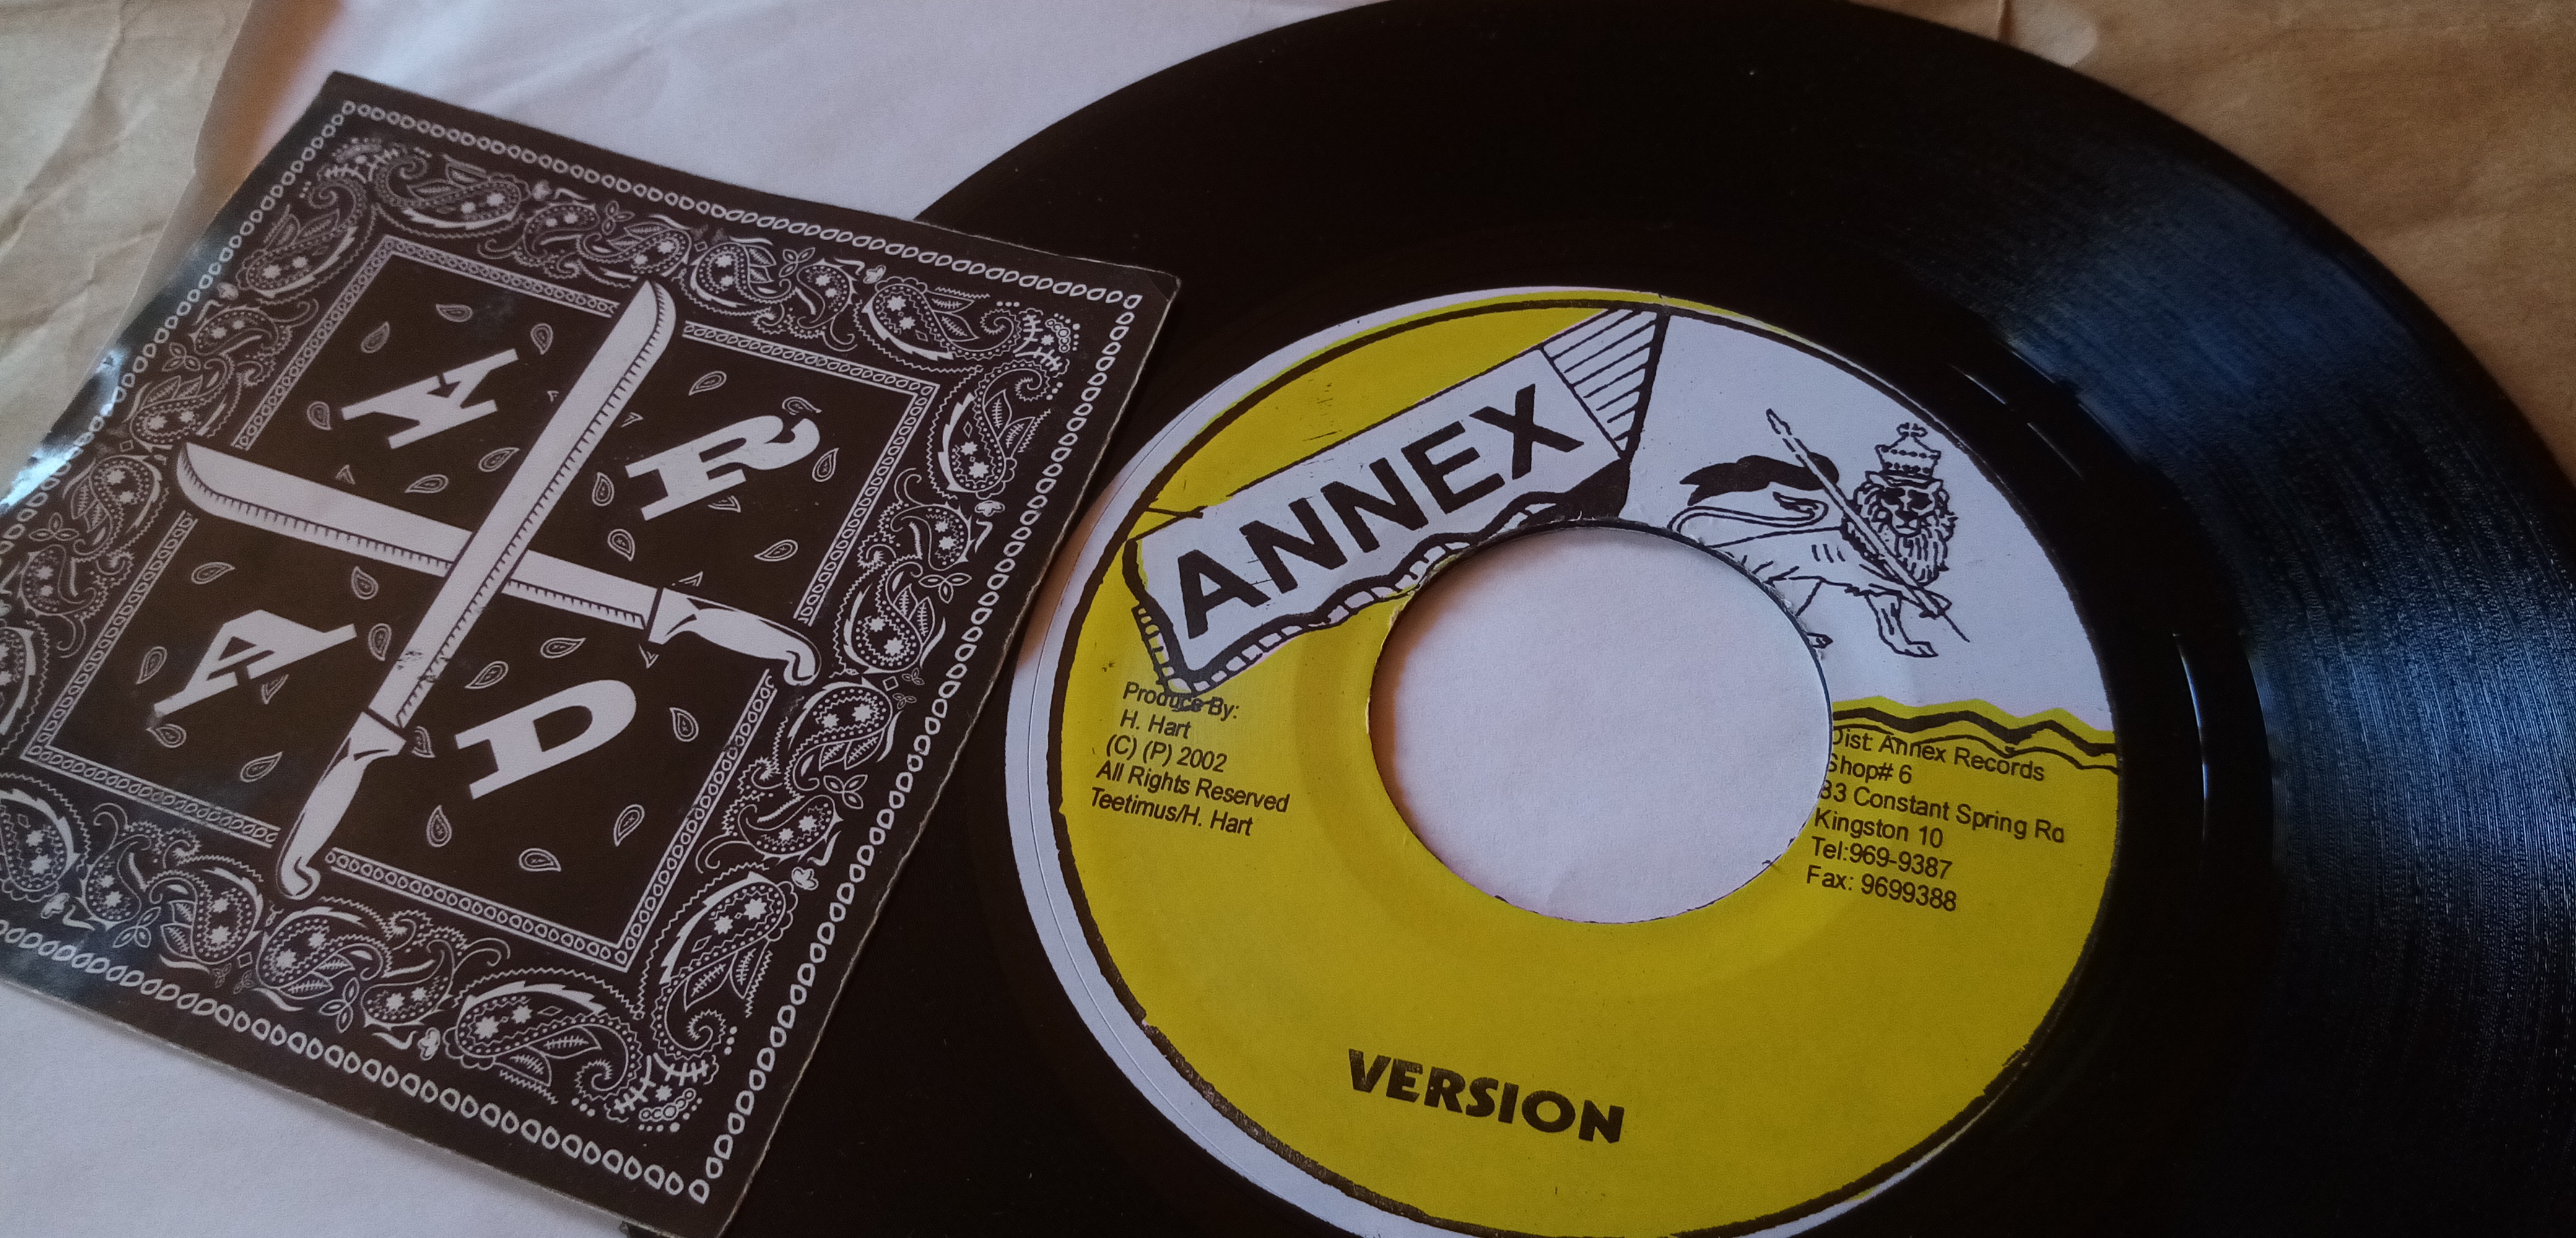 A R
A D
ANNEX
Produce By:
H. Hart
(C) (P) 2002
All Rights Reserved
Teetimus/H. Hart
Dist: Annex Records
Shop# 6
83 Constant Spring Rd
Kingston 10
Tel:969-9387
Fax: 9699388
VERSION